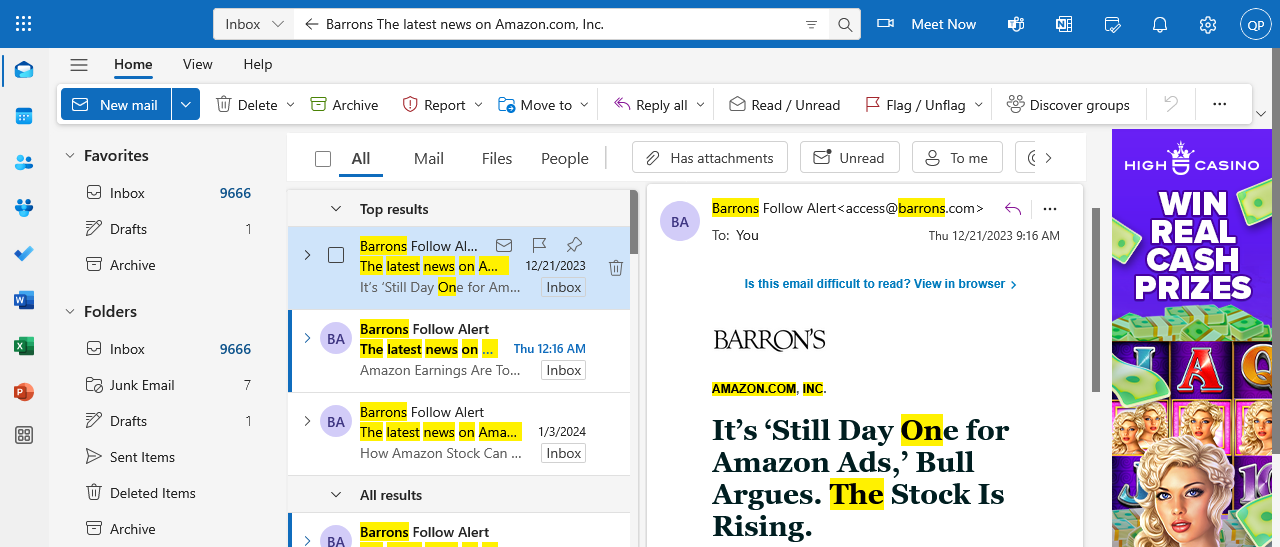 Inbox
Barrons The latest news on Amazon.com, Inc.
Meet Now
QP
Home
View
Help
New mail
Delete
Archive
Report
Move to
Reply all
Read / Unread
Flag / Unflag
Discover groups
Favorites
Inbox 9666
Drafts 1
Archive
Folders
Inbox 9666
Junk Email 7
Drafts 1
Sent Items
Deleted Items
Archive
All
Mail
Files
People
Has attachments
Unread
To me
Top results
Barrons Follow Al...
The latest news on A... 12/21/2023
It's 'Still Day One for Am... Inbox
BA
Barrons Follow Alert
The latest news on ... Thu 12:16 AM
Amazon Earnings Are To... Inbox
BA
Barrons Follow Alert
The latest news on Ama... 1/3/2024
How Amazon Stock Can ... Inbox
All results
BA
Barrons Follow Alert
BA
Barrons Follow Alert<access@barrons.com>
To: You
Thu 12/21/2023 9:16 AM
Is this email difficult to read? View in browser
BARRON'S
AMAZON.COM, INC.
It's ‘Still Day One for
Amazon Ads,’ Bull
Argues. The Stock Is
Rising.
HIGH 5 CASINO
WIN
REAL
CASH
PRIZES
J A Q